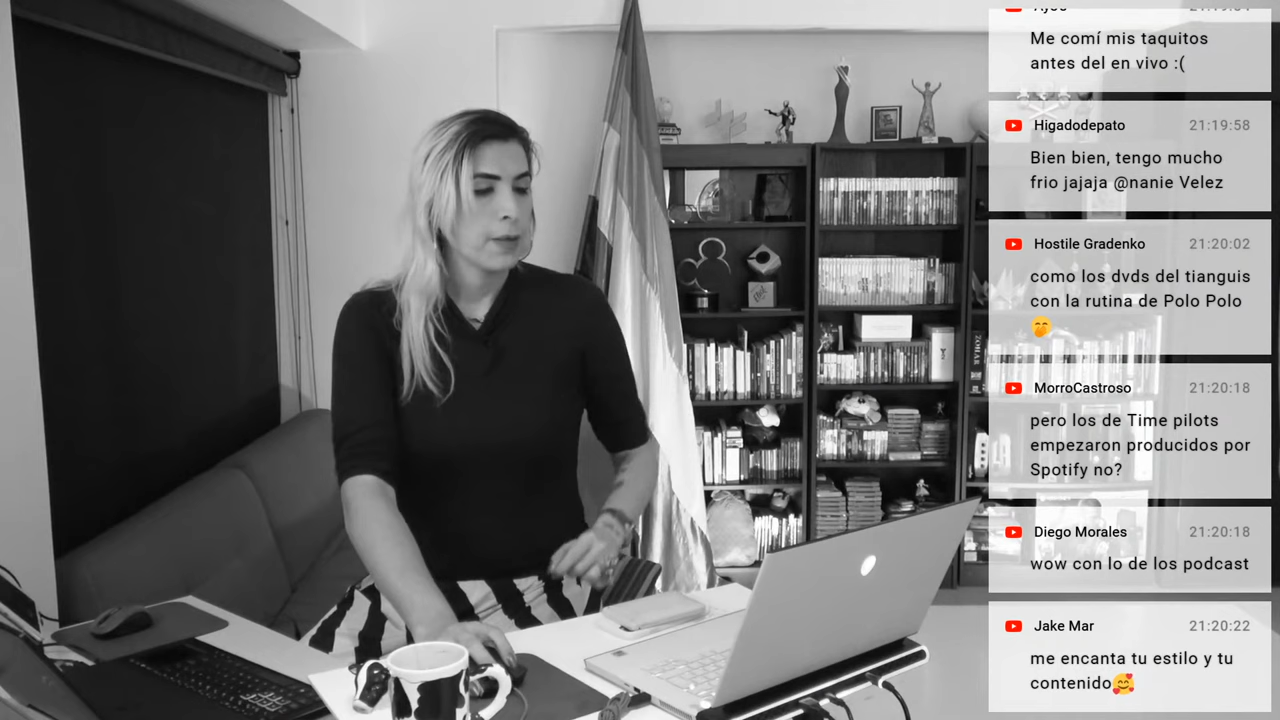 Me comí mis taquitos
antes del en vivo :(
Higadodepato 21:19:58
Bien bien, tengo mucho
frio jajaja @nanie Velez
Hostile Gradenko 21:20:02
como los dvds del tianguis
con la rutina de Polo Polo
🤭
MorroCastroso 21:20:18
pero los de Time pilots
empezaron producidos por
Spotify no?
Diego Morales 21:20:18
wow con lo de los podcast
Jake Mar 21:20:22
me encanta tu estilo y tu
contenido🥰